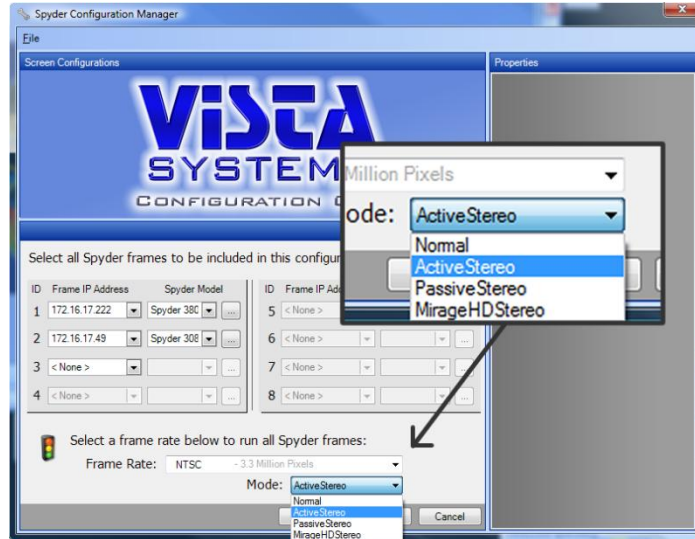 Spyder Configuration Manager
File
Screen Configurations
Properties
ViSTA
SYSTEM
CONFIGURATION
Million Pixels
ode: ActiveStereo
Normal
ActiveStereo
PassiveStereo
MirageHDStereo
Select all Spyder frames to be included in this configur
ID Frame IP Address Spyder Model ID Frame IP Ad
1 172.16.17.222 Spyder 380 ... 5 < None > ...
2 172.16.17.49 Spyder 308 ... 6 < None > ...
3 < None > ... 7 < None > ...
4 < None > ... 8 < None > ...
Select a frame rate below to run all Spyder frames:
Frame Rate: NTSC - 3.3 Million Pixels
Mode: ActiveStereo
Normal
ActiveStereo
PassiveStereo
MirageHDStereo
Cancel